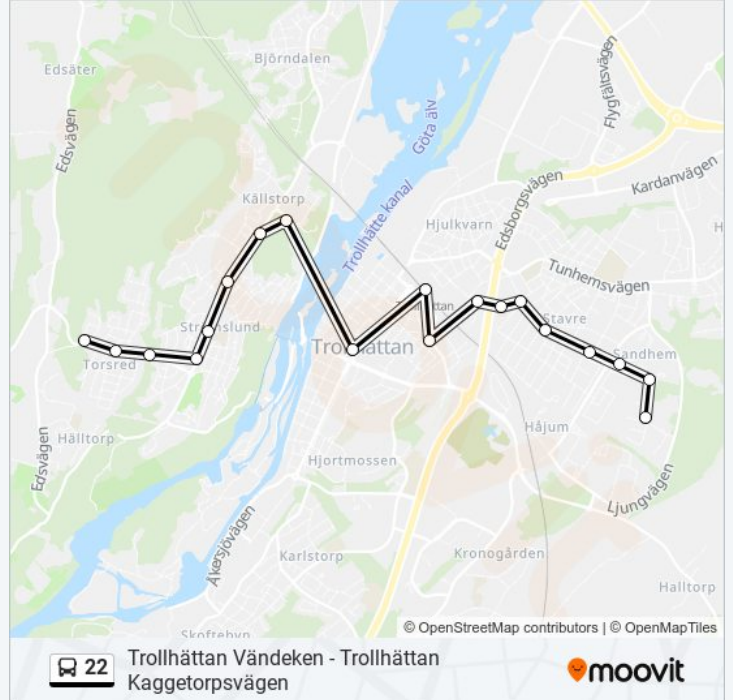 Edsäter
Björndalen
Edsvägen
Flygfältsvägen
Göta älv
Kardanvägen
Edsborgsvägen
Källstorp
Trollhätte kanal
Hjulkvarn
Tunhemsvägen
Stavre
Trollhättan
Sandhem
Torsred
Hälltorp
Håjum
Edsvägen
Hjortmossen
Ljungvägen
Åkersjövägen
Karlstorp
Kronogården
Halltorp
Skoftebyn
© OpenStreetMap contributors | © OpenMapTiles
22
Trollhättan Vändeken - Trollhättan
Kaggetorpsvägen
moovit